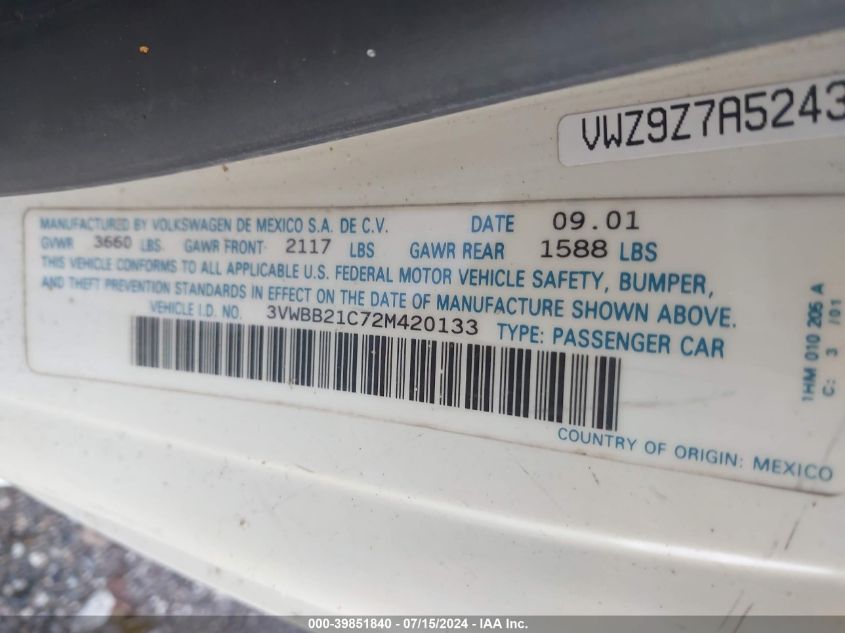 VWZ9Z7A5243
MANUFACTURED BY VOLKSWAGEN DE MEXICO S.A. DE C.V. DATE 09.01
GVWR 3660 LBS GAWR FRONT 2117 LBS GAWR REAR 1588 LBS
THIS VEHICLE CONFORMS TO ALL APPLICABLE U.S. FEDERAL MOTOR VEHICLE SAFETY, BUMPER,
AND THEFT PREVENTION STANDARDS IN EFFECT ON THE DATE OF MANUFACTURE SHOWN ABOVE.
VEHICLE I.D. NO. 3VWBB21C72M420133 TYPE: PASSENGER CAR
COUNTRY OF ORIGIN: MEXICO
1HM 010 205 A
C: 3 /01
000-39851840 - 07/15/2024 - IAA Inc.